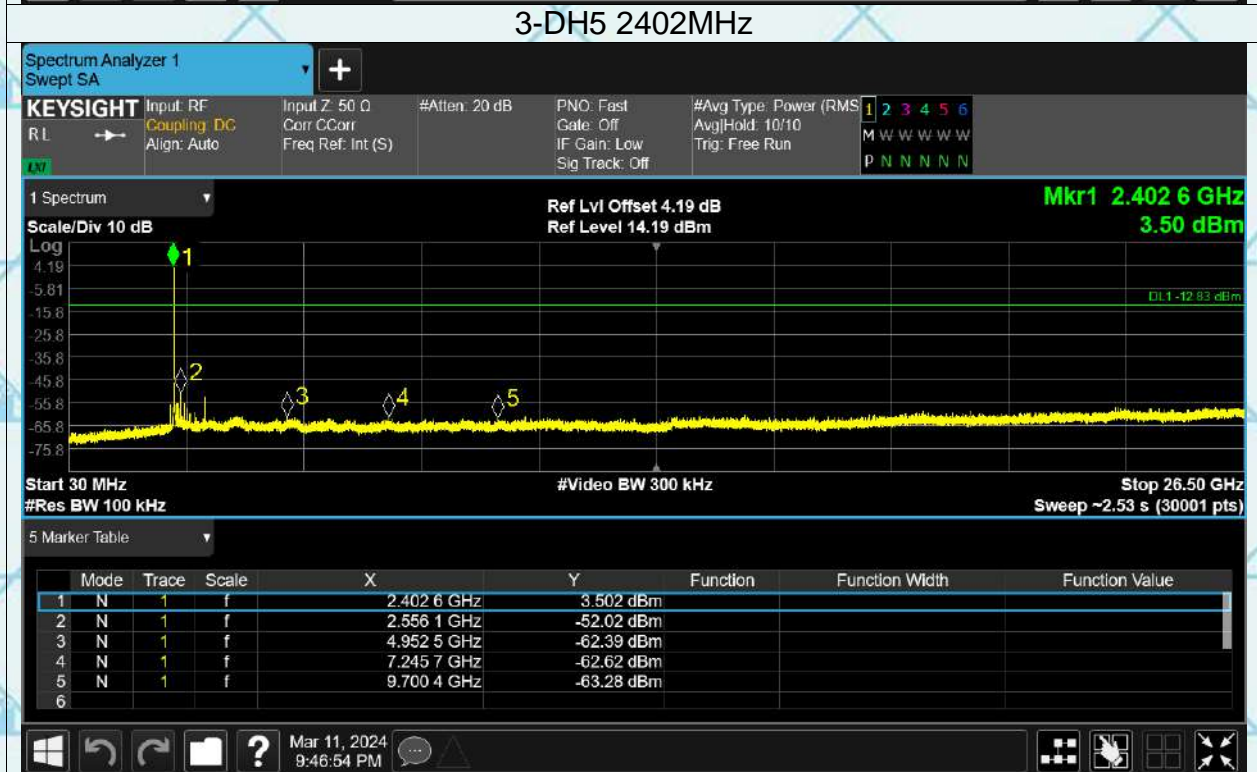 3-DH5 2402MHz
Spectrum Analyzer 1
Swept SA
+
KEYSIGHT Input: RF Input Z: 50 Ω #Atten: 20 dB PNO: Fast #Avg Type: Power (RMS 1 2 3 4 5 6
RL Coupling: DC Corr CCorr Gate: Off Avg|Hold: 10/10 M W W W W W
Align: Auto Freq Ref: Int (S) IF Gain: Low Trig: Free Run
LXI Sig Track: Off P N N N N N
1 Spectrum Ref Lvl Offset 4.19 dB Mkr1 2.402 6 GHz
Scale/Div 10 dB Ref Level 14.19 dBm 3.50 dBm
Log
1
4.19
-5.81
DL1 -12.83 dBm
-15.8
-25.8
-35.8
2
-45.8
3 4 5
-55.8
-65.8
-75.8
Start 30 MHz #Video BW 300 kHz Stop 26.50 GHz
#Res BW 100 kHz Sweep ~2.53 s (30001 pts)
5 Marker Table
Mode Trace Scale X Y Function Function Width Function Value
1 N 1 f 2.402 6 GHz 3.502 dBm
2 N 1 f 2.556 1 GHz -52.02 dBm
3 N 1 f 4.952 5 GHz -62.39 dBm
4 N 1 f 7.245 7 GHz -62.62 dBm
5 N 1 f 9.700 4 GHz -63.28 dBm
6
? Mar 11, 2024
9:46:54 PM